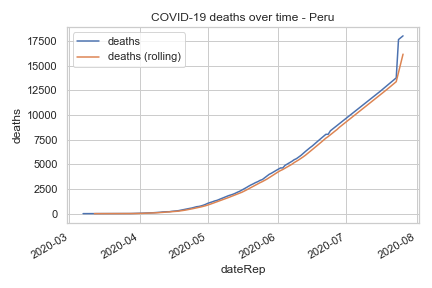 COVID-19 deaths over time - Peru
deaths
deaths (rolling)
17500
15000
12500
10000
7500
5000
2500
0
deaths
2020-03
2020-04
2020-05
2020-06
2020-07
2020-08
dateRep